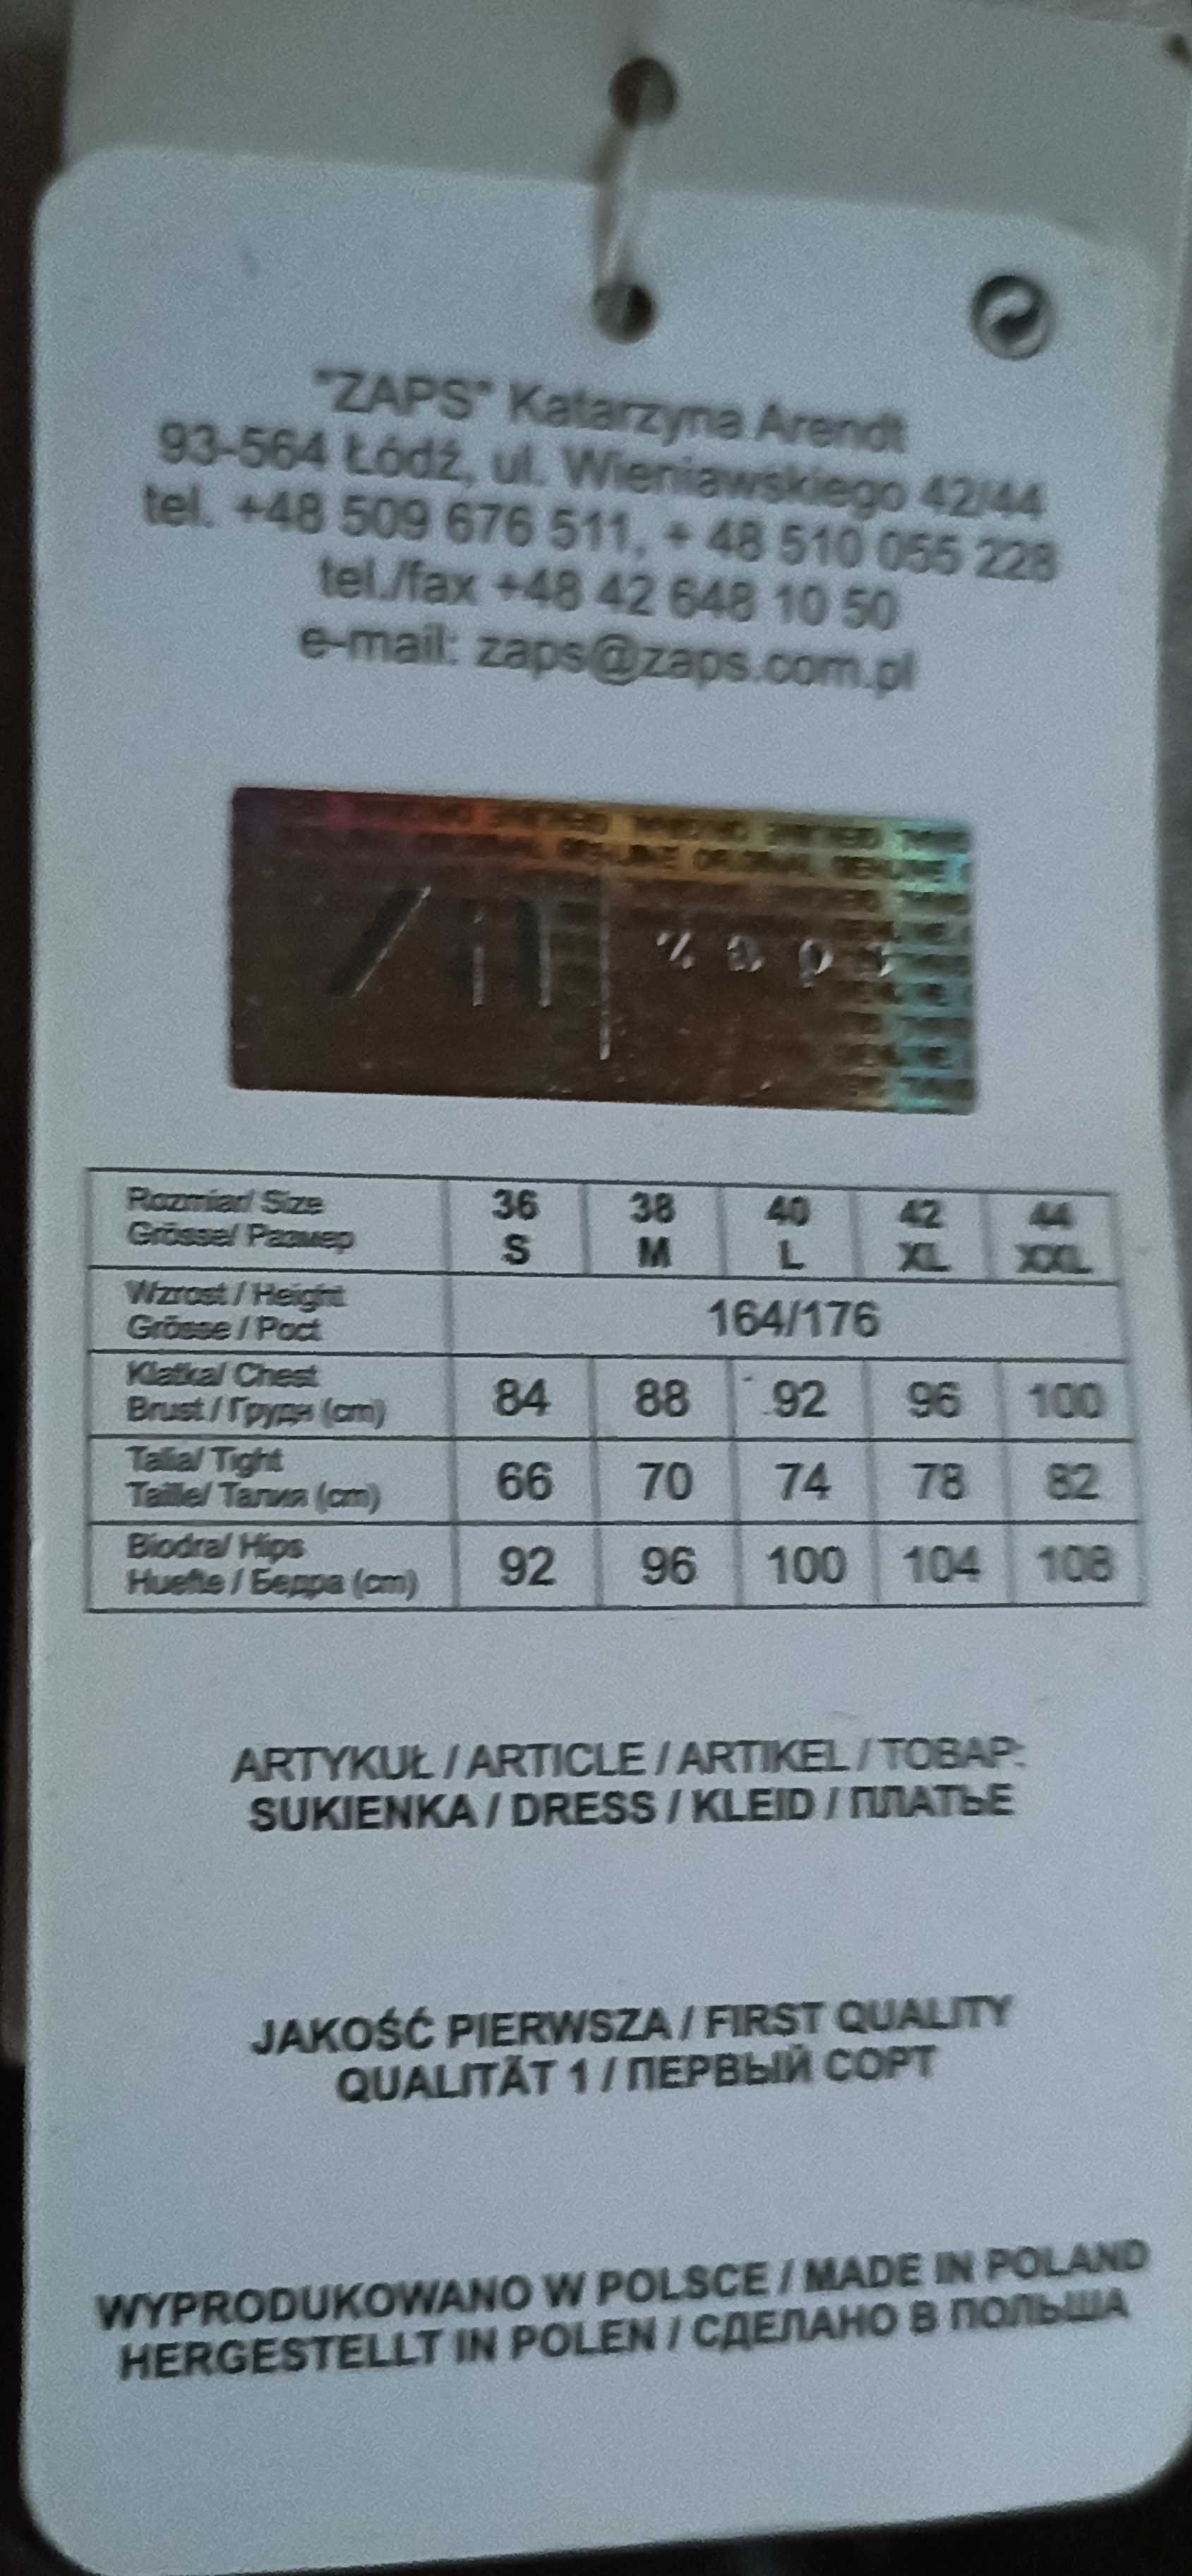 "ZAPS" Katarzyna Arendt
93-564 Łódź, ul. Wieniawskiego 42/44
tel. +48 509 676 511, + 48 510 055 228
tel./fax +48 42 648 10 50
e-mail: zaps@zaps.com.pl
ORIGINAL GENUINE ORIGINAL GENUINE
zaps
Rozmiar/ Size
Grösse/ Размер
36 38 40 42 44
S M L XL XXL
Wzrost / Height
Grösse / Рост
164/176
Klatka/ Chest
Brust / Груди (cm)
84 88 92 96 100
Talia/ Tight
Taille/ Талия (cm)
66 70 74 78 82
Biodra/ Hips
Huefte / Бедра (cm)
92 96 100 104 108
ARTYKUŁ / ARTICLE / ARTIKEL / ТОВАР:
SUKIENKA / DRESS / KLEID / ПЛАТЬЕ
JAKOŚĆ PIERWSZA / FIRST QUALITY
QUALITÄT 1 / ПЕРВЫЙ СОРТ
WYPRODUKOWANO W POLSCE / MADE IN POLAND
HERGESTELLT IN POLEN / СДЕЛАНО В ПОЛЬША